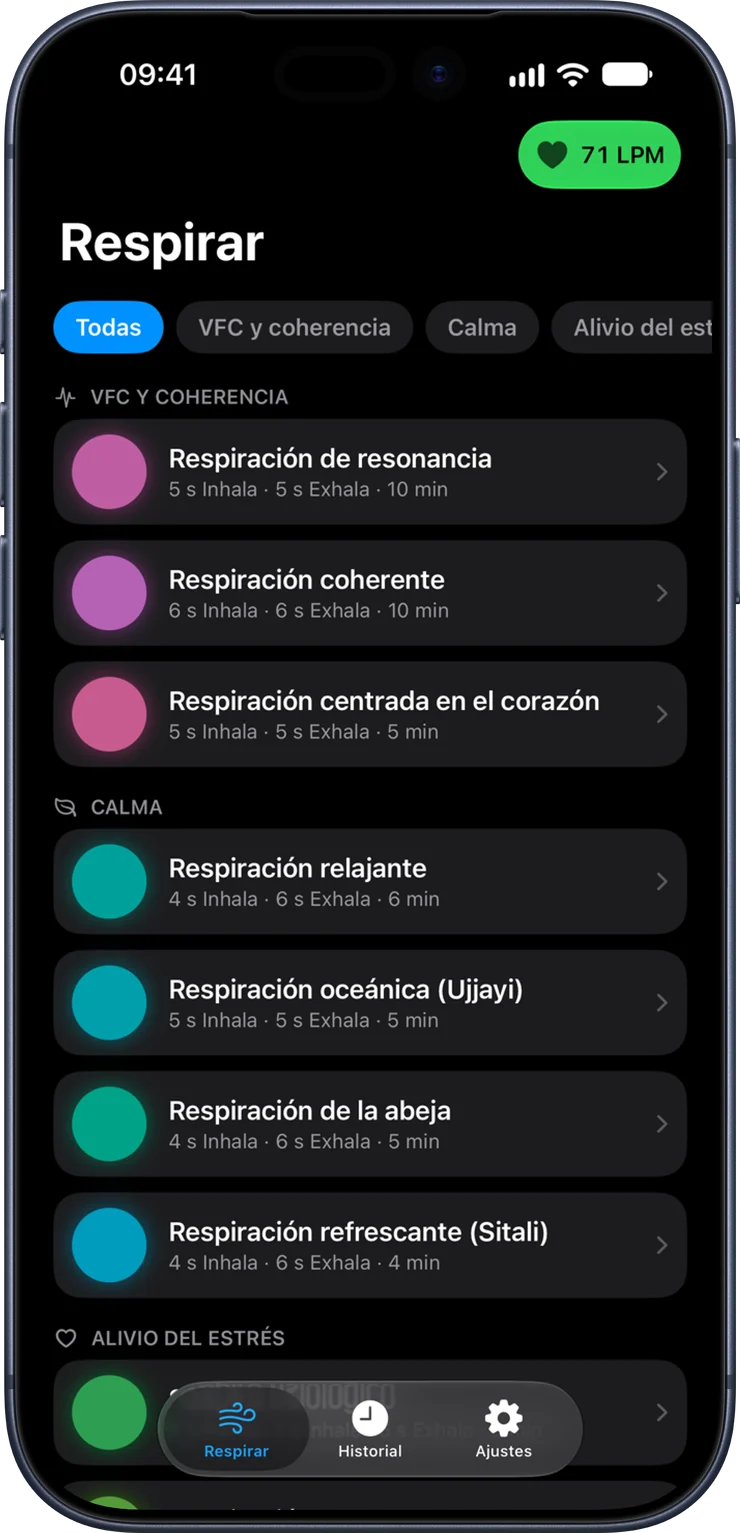 09:41
71 LPM
Respirar
Todas
VFC y coherencia
Calma
Alivio del est
VFC Y COHERENCIA
Respiración de resonancia
5 s Inhala · 5 s Exhala · 10 min
Respiración coherente
6 s Inhala · 6 s Exhala · 10 min
Respiración centrada en el corazón
5 s Inhala · 5 s Exhala · 5 min
CALMA
Respiración relajante
4 s Inhala · 6 s Exhala · 6 min
Respiración oceánica (Ujjayi)
5 s Inhala · 5 s Exhala · 5 min
Respiración de la abeja
4 s Inhala · 6 s Exhala · 5 min
Respiración refrescante (Sitali)
4 s Inhala · 6 s Exhala · 4 min
ALIVIO DEL ESTRÉS
Respirar
Historial
Ajustes